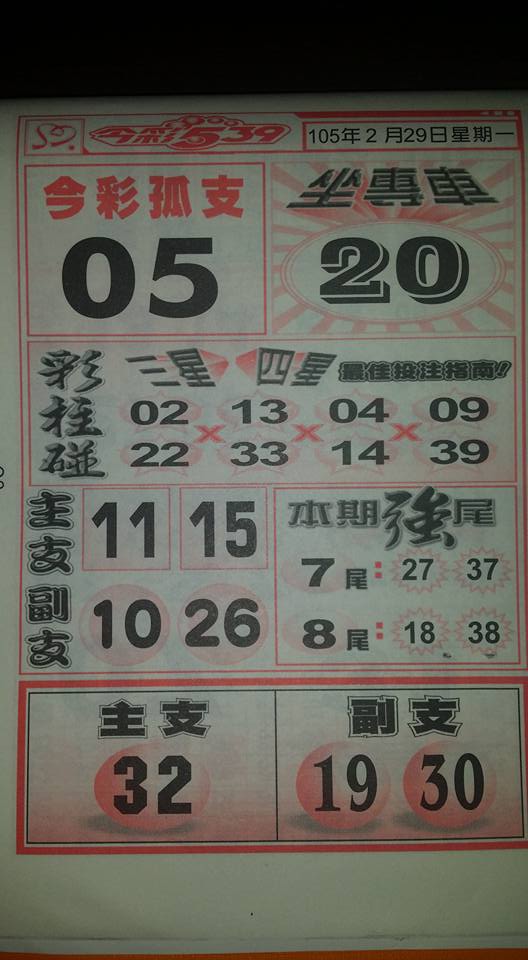 今彩539
105年2月29日星期一
今彩孤支
05
專車
20
彩柱碰
三星 四星 最佳投注指南!!
02 × 13 × 04 × 09
22 33 14 39
主支 11 15
副支 10 26
本期強尾
7尾: 27 37
8尾: 18 38
主支
32
副支
19 30